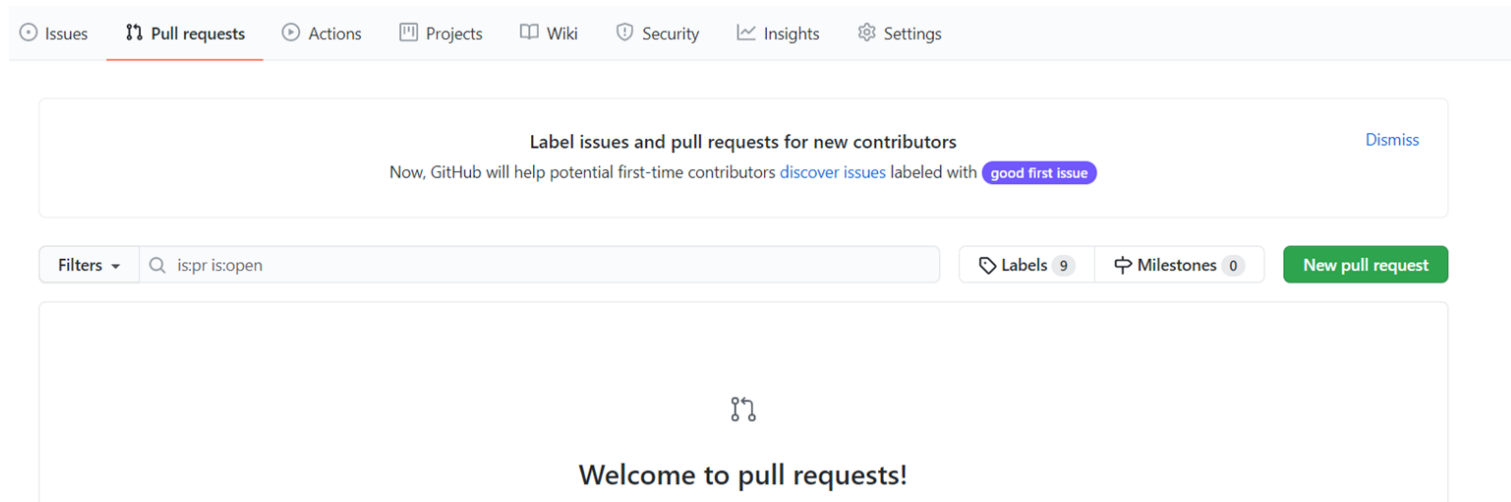 Issues Pull requests Actions Projects Wiki Security Insights Settings
Label issues and pull requests for new contributors
Dismiss
Now, GitHub will help potential first-time contributors discover issues labeled with good first issue
Filters is:pr is:open Labels 9 Milestones 0 New pull request
Welcome to pull requests!